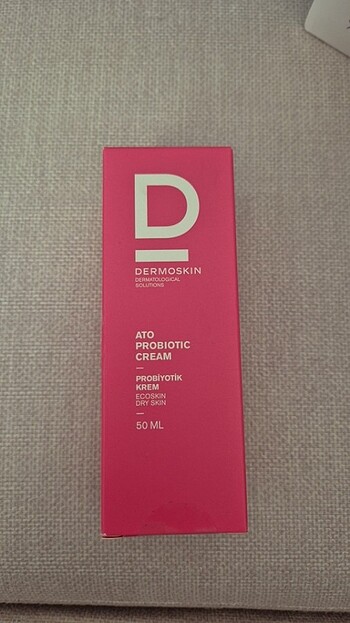 D
DERMOSKIN
DERMATOLOGICAL
SOLUTIONS
ATO
PROBIOTIC
CREAM
PROBİYOTİK
KREM
ECOSKIN
DRY SKIN
50 ML